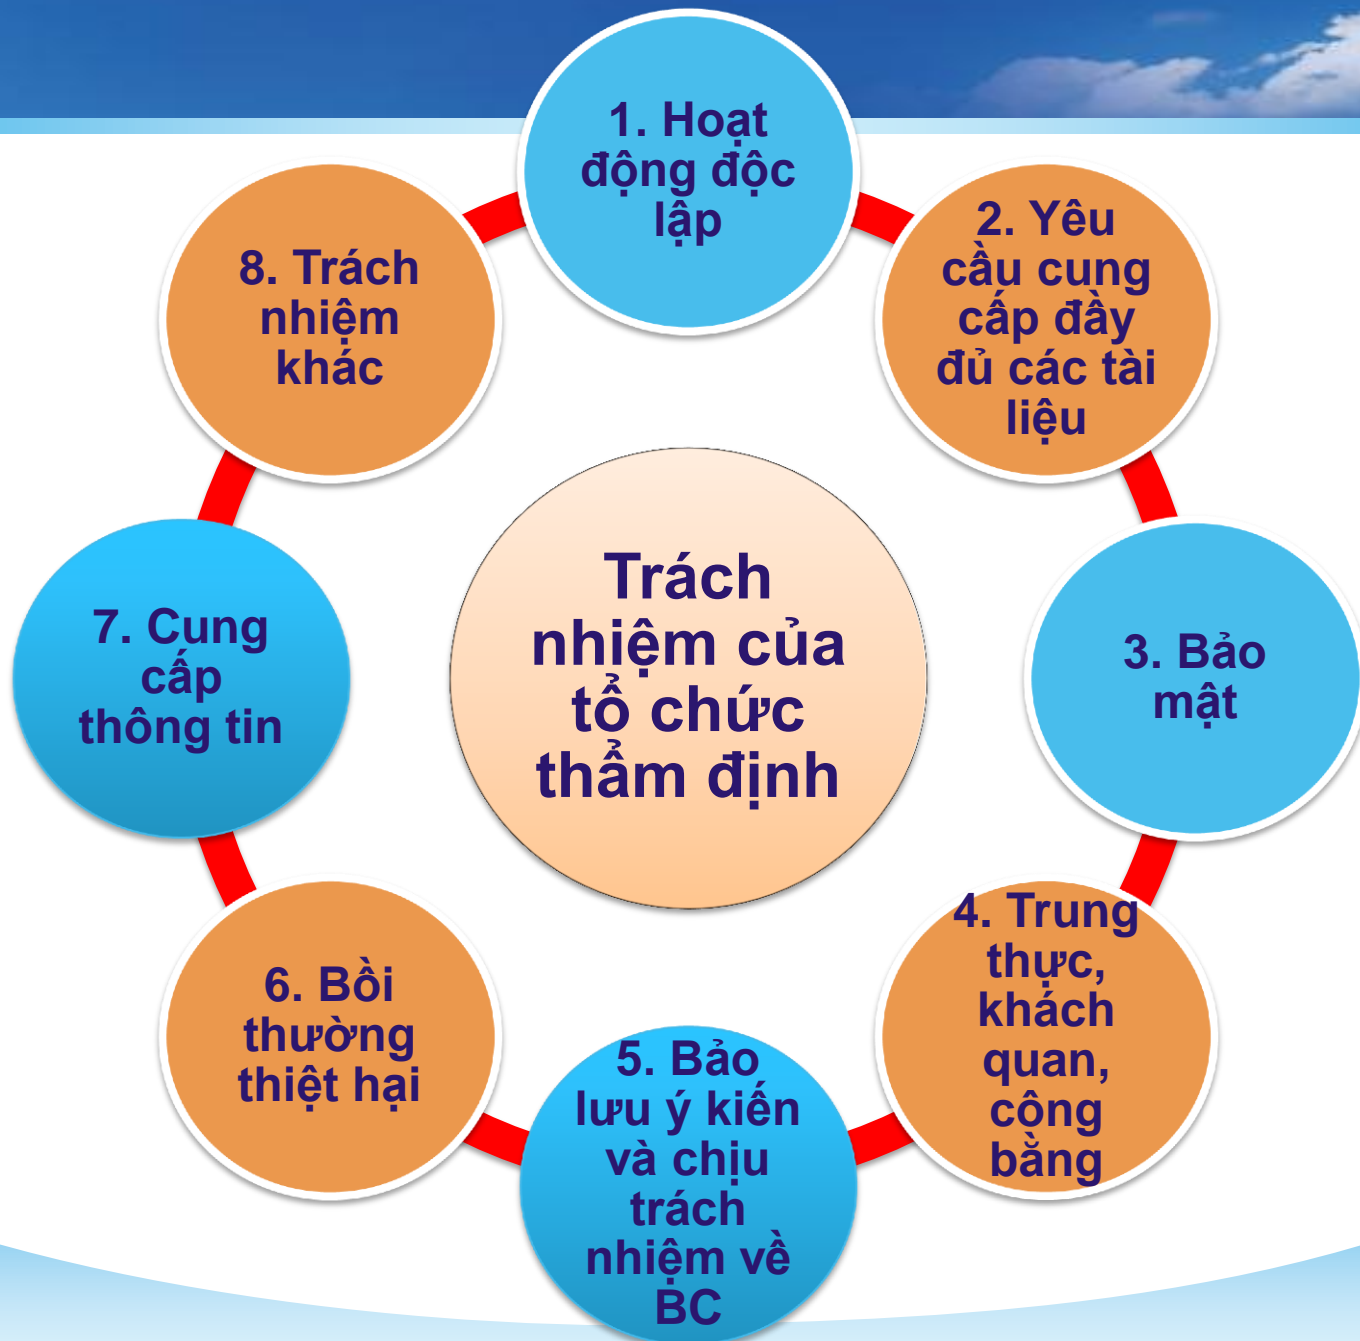 1. Hoạt
động độc
lập
2. Yêu
cầu cung
cấp đầy
đủ các tài
liệu
3. Bảo
mật
4. Trung
thực,
khách
quan,
công
bằng
5. Bảo
lưu ý kiến
và chịu
trách
nhiệm về
BC
6. Bồi
thường
thiệt hại
7. Cung
cấp
thông tin
8. Trách
nhiệm
khác
Trách
nhiệm của
tổ chức
thẩm định